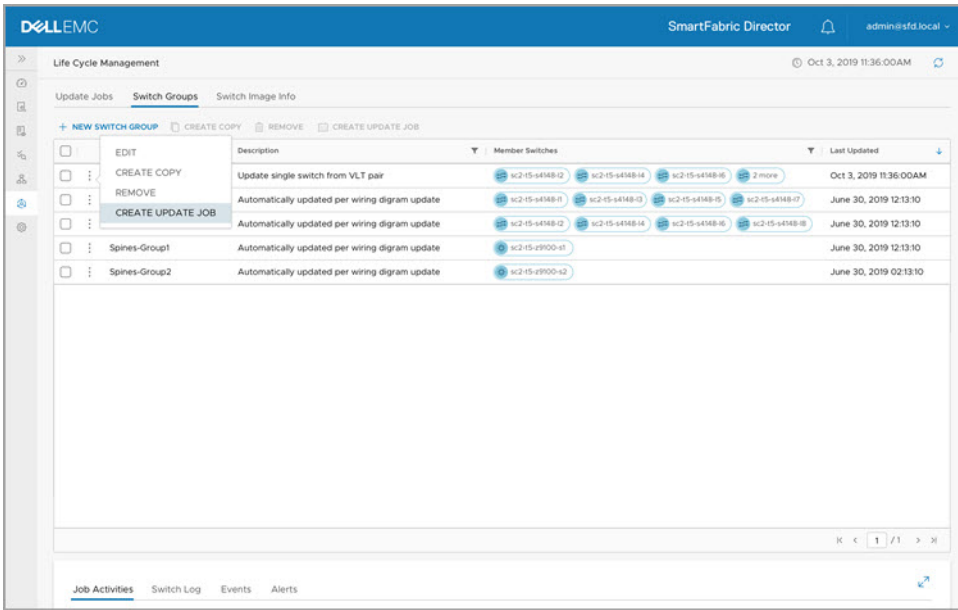 DELLEMC SmartFabric Director admin@sfd.local
Life Cycle Management Oct 3, 2019 11:36:00AM
Update Jobs Switch Groups Switch Image Info
+ NEW SWITCH GROUP CREATE COPY REMOVE CREATE UPDATE JOB
Description Member Switches Last Updated
EDIT
CREATE COPY
REMOVE
CREATE UPDATE JOB
Update single switch from VLT pair sc2-t5-s4148-l2 sc2-t5-s4148-l4 sc2-t5-s4148-l6 2 more Oct 3, 2019 11:36:00AM
Automatically updated per wiring digram update sc2-t5-s4148-l1 sc2-t5-s4148-l3 sc2-t5-s4148-l5 sc2-t5-s4148-l7 June 30, 2019 12:13:10
Automatically updated per wiring digram update sc2-t5-s4148-l2 sc2-t5-s4148-l4 sc2-t5-s4148-l6 sc2-t5-s4148-l8 June 30, 2019 12:13:10
Spines-Group1 Automatically updated per wiring digram update sc2-t5-z9100-s1 June 30, 2019 12:13:10
Spines-Group2 Automatically updated per wiring digram update sc2-t5-z9100-s2 June 30, 2019 02:13:10
1 / 1
Job Activities Switch Log Events Alerts